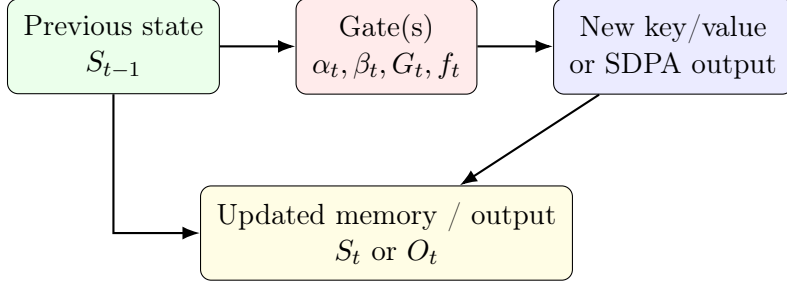 Previous state
S_{t−1}
Gate(s)
α_t, β_t, G_t, f_t
New key/value
or SDPA output
Updated memory / output
S_t or O_t